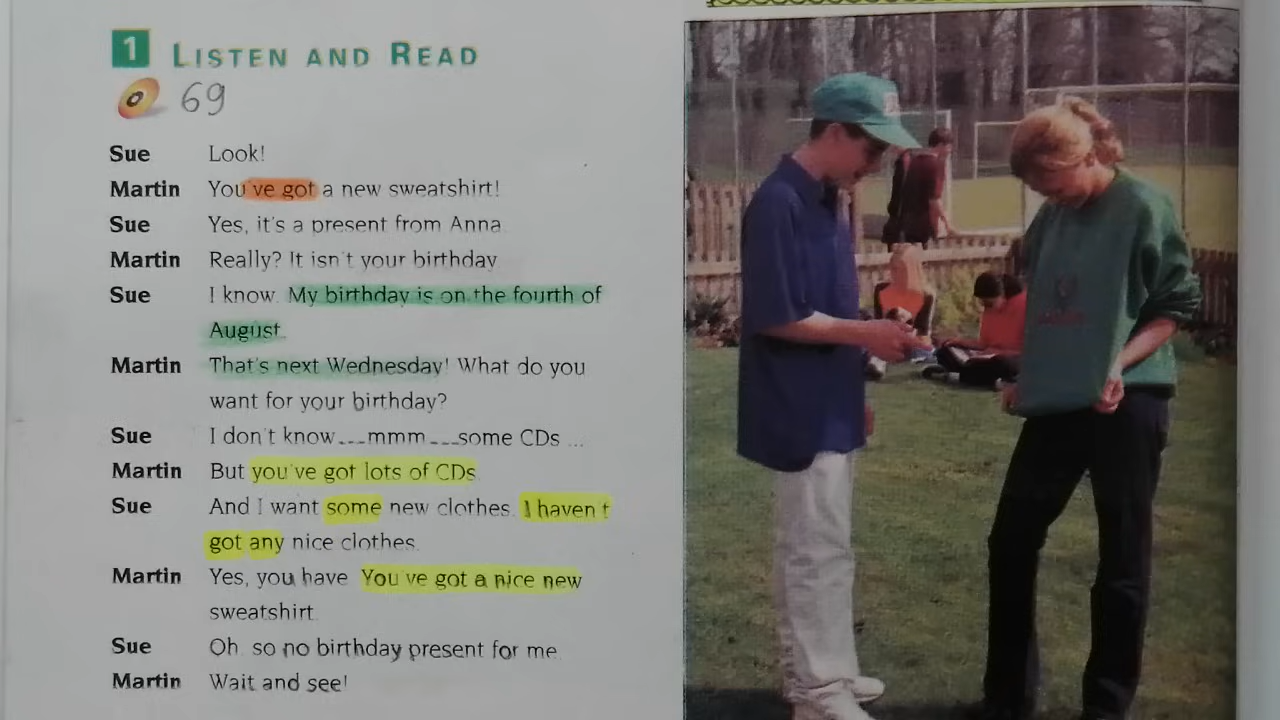 1 LISTEN AND READ
69
Sue Look!
Martin You've got a new sweatshirt!
Sue Yes, it's a present from Anna.
Martin Really? It isn't your birthday.
Sue I know. My birthday is on the fourth of
August.
Martin That's next Wednesday! What do you
want for your birthday?
Sue I don't know...mmm...some CDs ...
Martin But you've got lots of CDs
Sue And I want some new clothes. I haven't
got any nice clothes.
Martin Yes, you have. You've got a nice new
sweatshirt.
Sue Oh. so no birthday present for me.
Martin Wait and see!